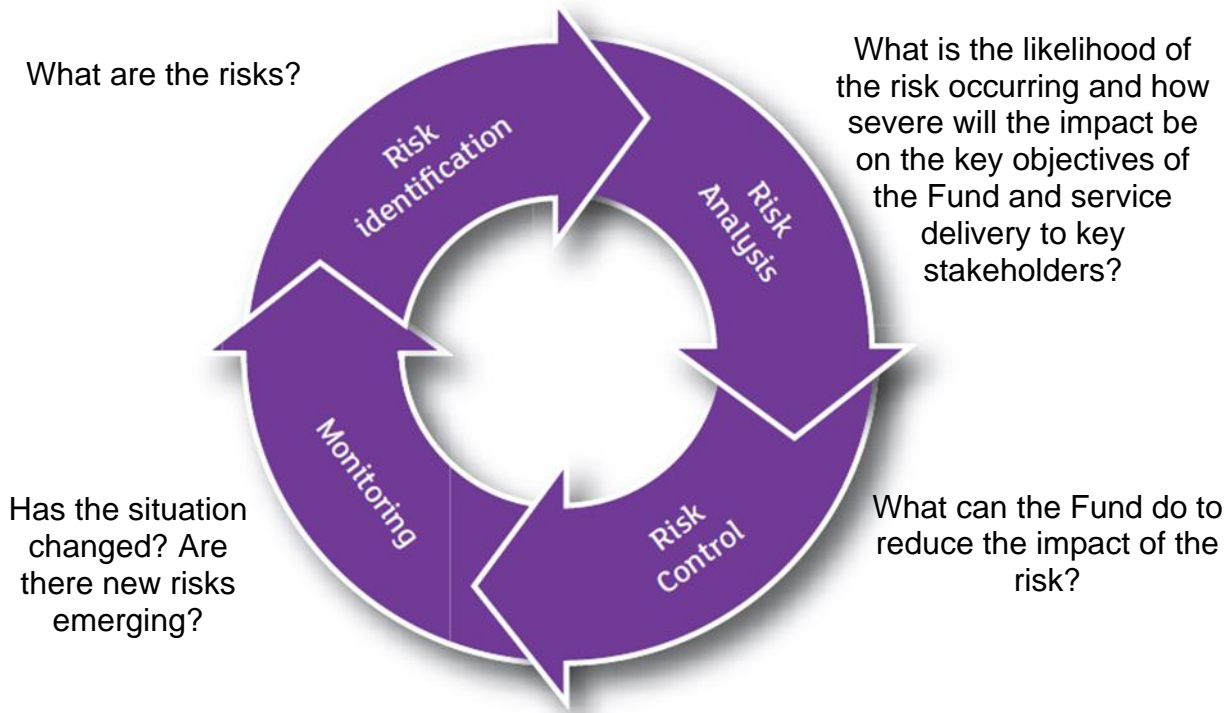 What are the risks?
Risk
identification
What is the likelihood of
the risk occurring and how
severe will the impact be
on the key objectives of
the Fund and service
delivery to key
stakeholders?
Risk
Analysis
What can the Fund do to
reduce the impact of the
risk?
Risk
Control
Has the situation
changed? Are
there new risks
emerging?
Monitoring